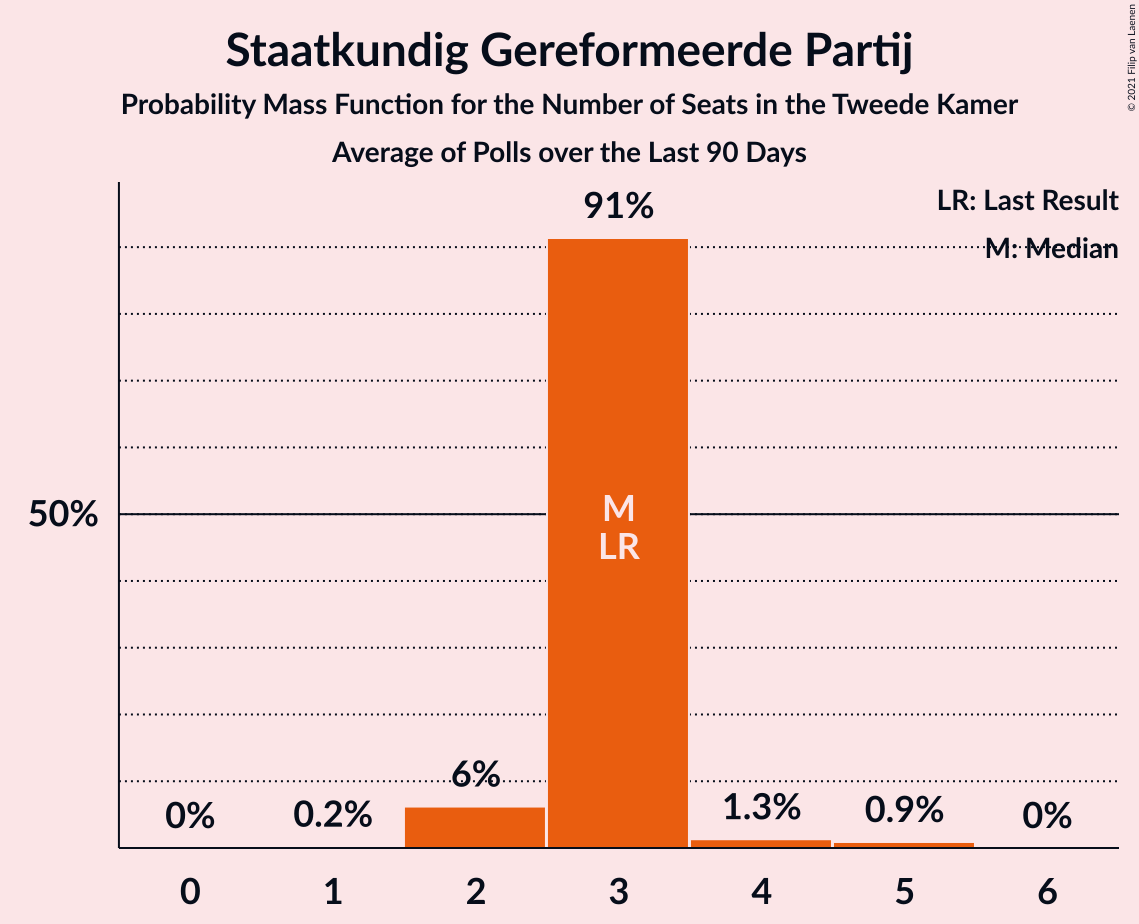 Staatkundig Gereformeerde Partij
Probability Mass Function for the Number of Seats in the Tweede Kamer
Average of Polls over the Last 90 Days
© 2021 Filip van Laenen
LR: Last Result
M: Median
91%
50%
M
LR
6%
0%
0.2%
1.3%
0.9%
0%
0 1 2 3 4 5 6